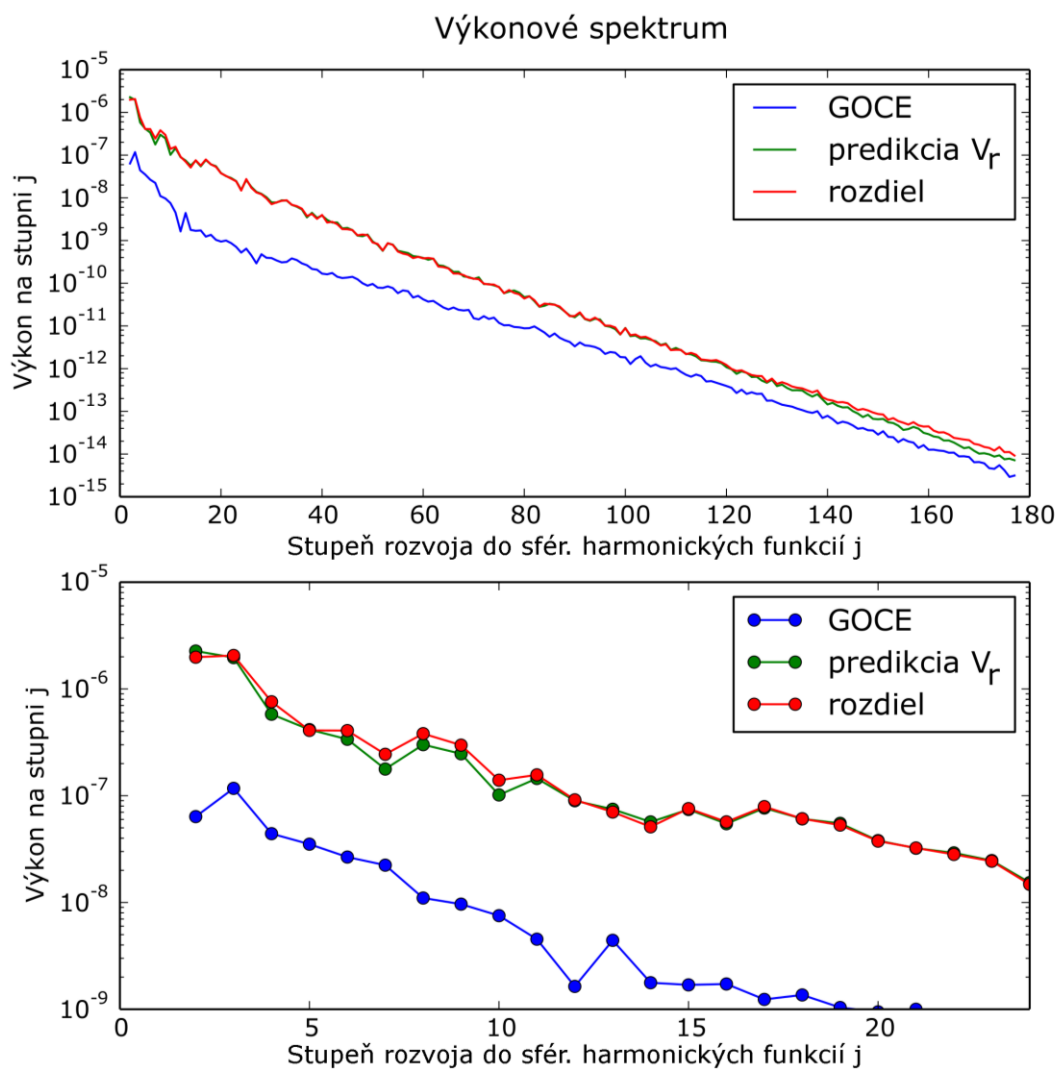 Výkonové spektrum
10^-5
10^-6
10^-7
10^-8
10^-9
10^-10
10^-11
10^-12
10^-13
10^-14
10^-15
Výkon na stupni j
GOCE
predikcia V_r
rozdiel
0 20 40 60 80 100 120 140 160 180
Stupeň rozvoja do sfér. harmonických funkcií j
10^-5
10^-6
10^-7
10^-8
10^-9
Výkon na stupni j
GOCE
predikcia V_r
rozdiel
0 5 10 15 20
Stupeň rozvoja do sfér. harmonických funkcií j